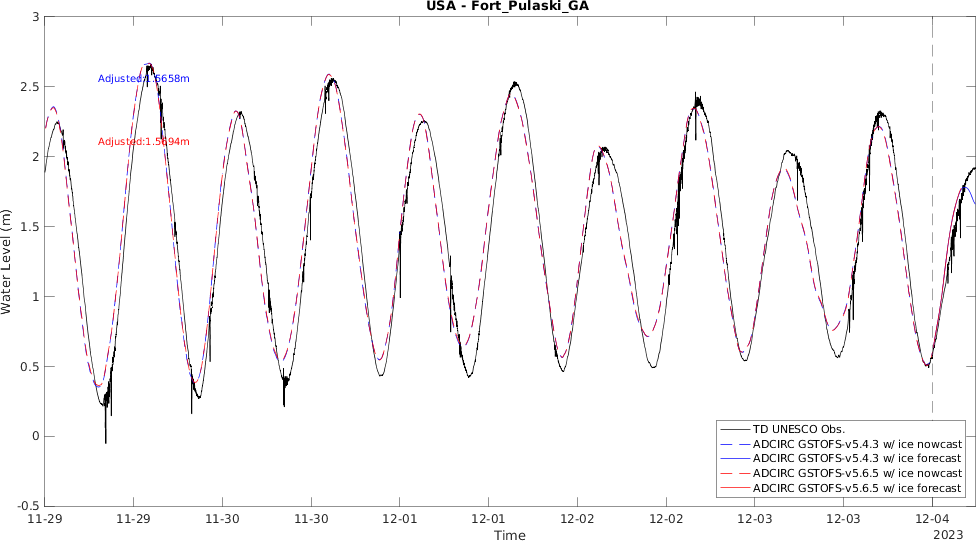 USA - Fort_Pulaski_GA
3
2.5
2
1.5
1
0.5
0
-0.5
Water Level (m)
Adjusted:1.5658m
Adjusted:1.5694m
TD UNESCO Obs.
ADCIRC GSTOFS-v5.4.3 w/ ice nowcast
ADCIRC GSTOFS-v5.4.3 w/ ice forecast
ADCIRC GSTOFS-v5.6.5 w/ ice nowcast
ADCIRC GSTOFS-v5.6.5 w/ ice forecast
11-29 11-29 11-30 11-30 12-01 12-01 12-02 12-02 12-03 12-03 12-04
Time
2023